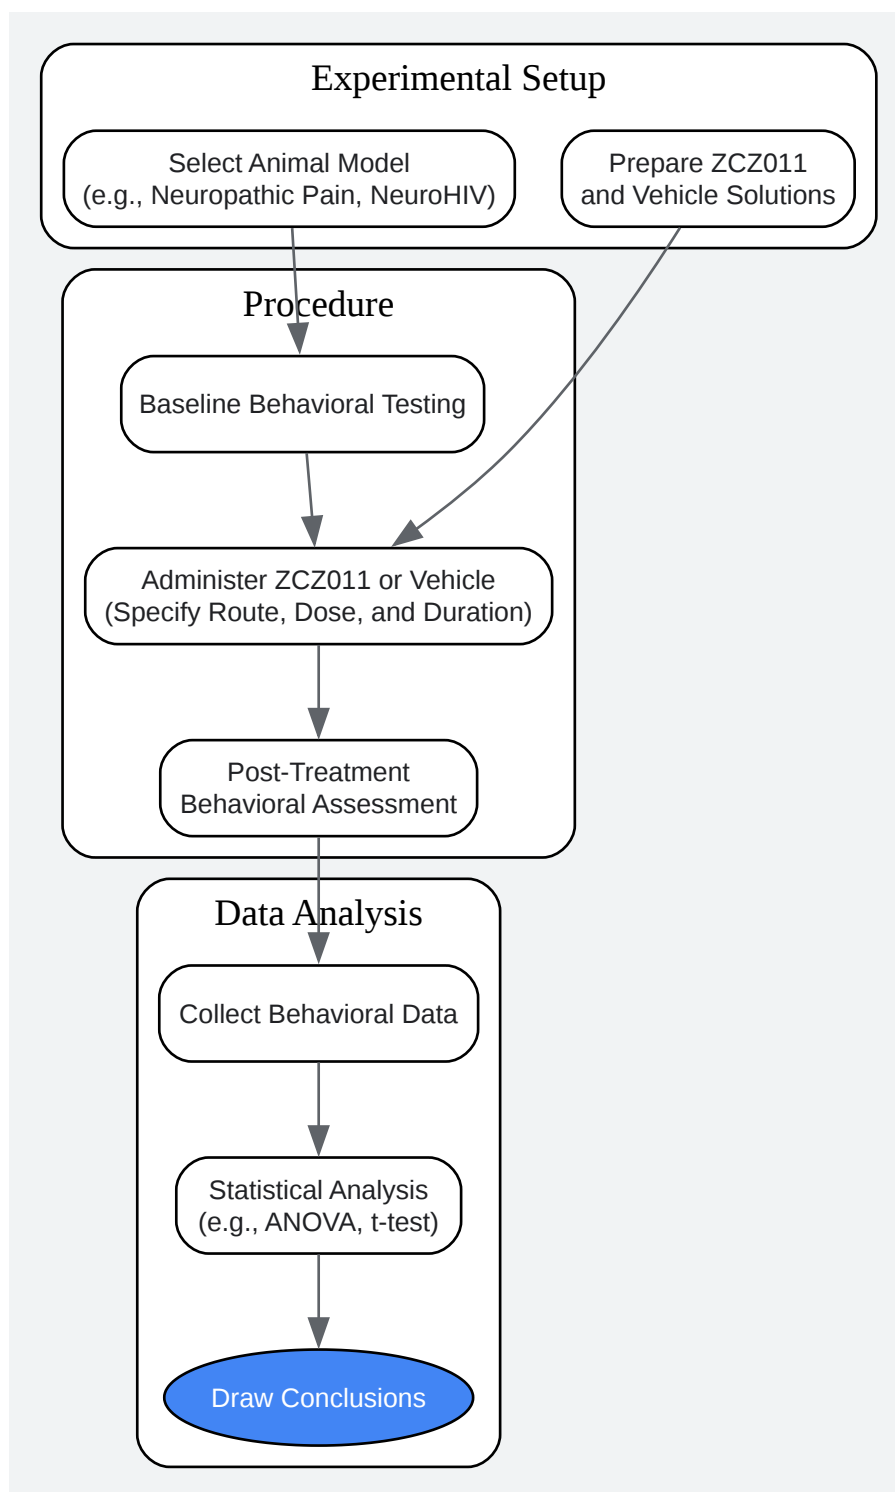 Experimental Setup
Select Animal Model
(e.g., Neuropathic Pain, NeuroHIV)
Prepare ZCZ011
and Vehicle Solutions
Procedure
Baseline Behavioral Testing
Administer ZCZ011 or Vehicle
(Specify Route, Dose, and Duration)
Post-Treatment
Behavioral Assessment
Data Analysis
Collect Behavioral Data
Statistical Analysis
(e.g., ANOVA, t-test)
Draw Conclusions